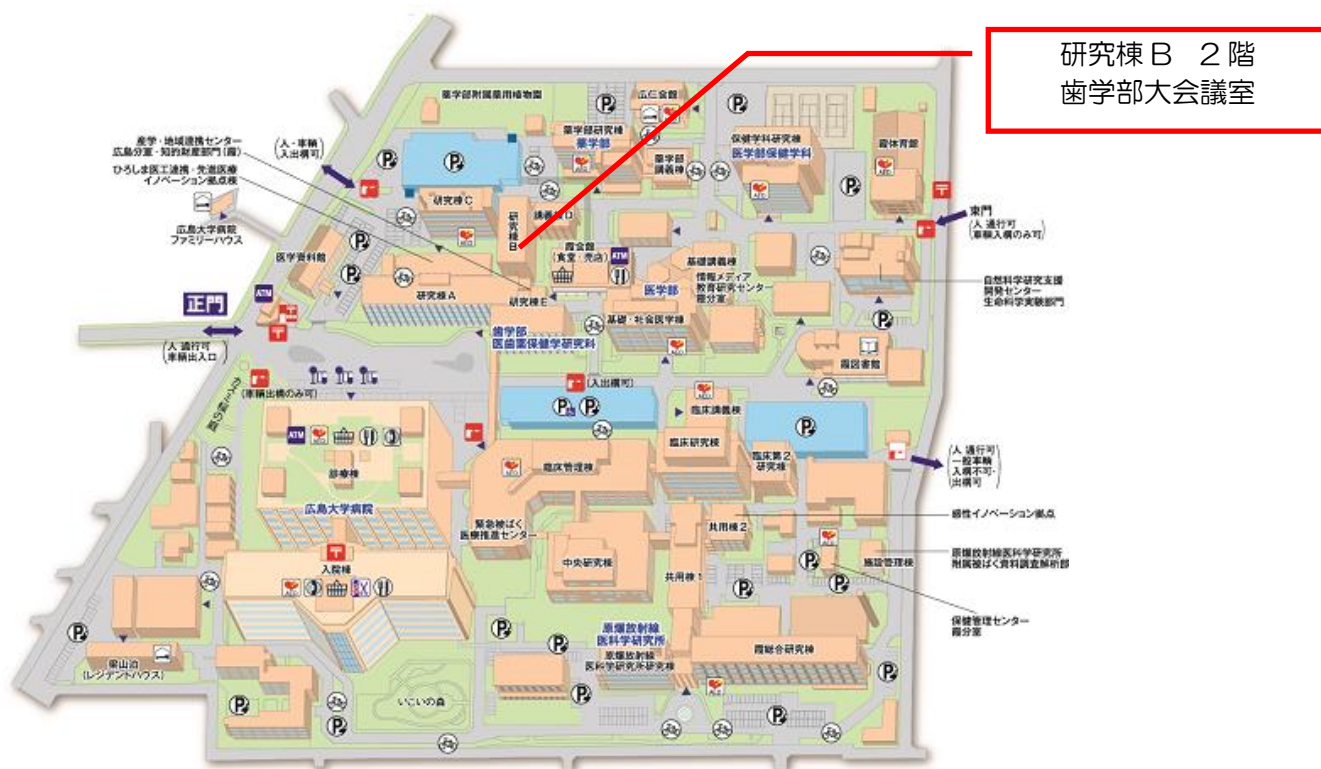 研究棟B 2階
歯学部大会議室
薬学部附属薬用植物園
広仁会館
産学・地域連携センター
広島分室・知的財産部門(霞)
ひろしま医工連携・先進医療
イノベーション拠点棟
(人・車輌
入出構可)
薬学部研究棟
薬学部
薬学部
講義棟
保健学科研究棟
医学部保健学科
霞体育館
東門
(人 通行可
車輌入構のみ可)
広島大学病院
ファミリーハウス
研究棟C
研究棟B
霞会館
(食堂・売店)
ATM
医学資料館
研究棟A
研究棟E
基礎講義棟
情報メディア
教育研究センター
霞分室
医学部
自然科学研究支援
開発センター
生命科学実験部門
正門
ATM
(人 通行可
車輌出入口)
歯学部
医歯薬保健学研究科
基礎・社会医学棟
AED
霞図書館
(車輌出構のみ可)
(入出構可)
P
臨床講義棟
臨床研究棟
臨床第2
研究棟
(人 通行可
一般車輌
入構不可・
出構可)
ATM
診療棟
広島大学病院
臨床管理棟
緊急被ばく
医療推進センター
中央研究棟
共用棟2
感性イノベーション拠点
共用棟1
施設管理棟
原爆放射線医科学研究所
附属被ばく資料調査解析部
入院棟
保健管理センター
霞分室
原爆放射線
医科学研究所
原爆放射線
医科学研究所研究棟
霞総合研究棟
(レジデントハウス)
いこいの森